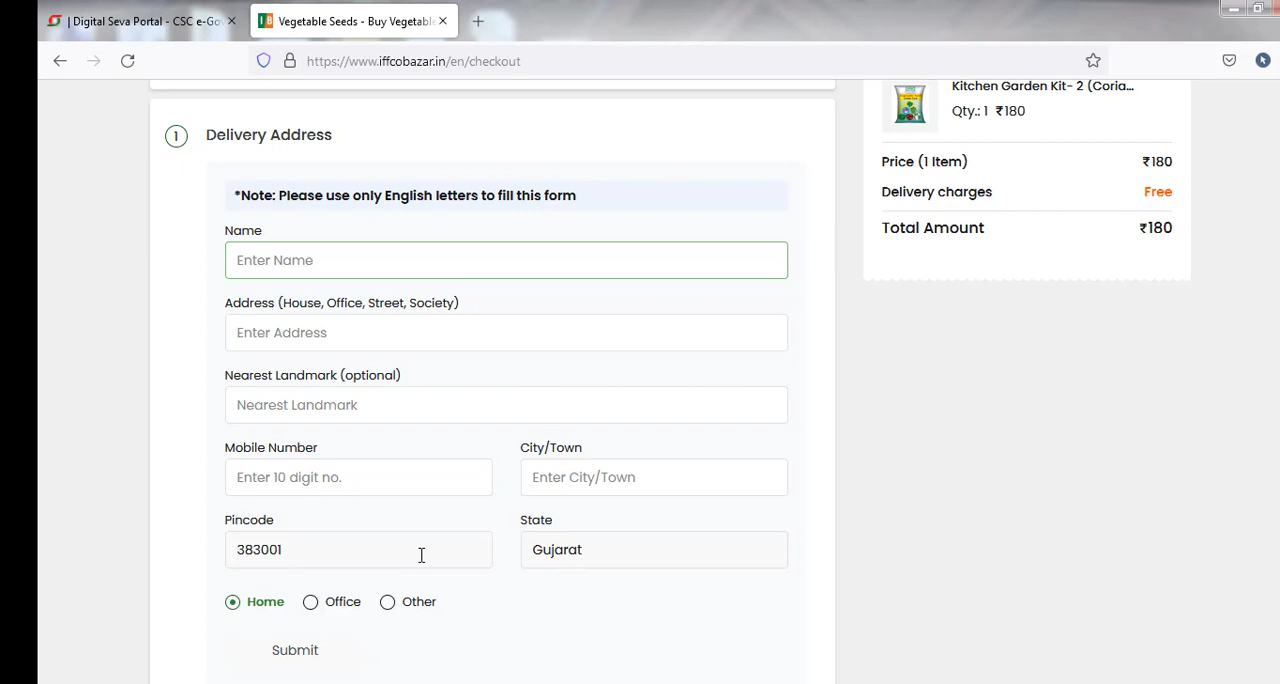 | Digital Seva Portal - CSC e-Gov
Vegetable Seeds - Buy Vegetable
https://www.iffcobazar.in/en/checkout
Kitchen Garden Kit- 2 (Coria...
Qty.: 1 ₹180
1 Delivery Address
Price (1 Item) ₹180
Delivery charges Free
Total Amount ₹180
*Note: Please use only English letters to fill this form
Name
Enter Name
Address (House, Office, Street, Society)
Enter Address
Nearest Landmark (optional)
Nearest Landmark
Mobile Number City/Town
Enter 10 digit no. Enter City/Town
Pincode State
383001 Gujarat
Home Office Other
Submit